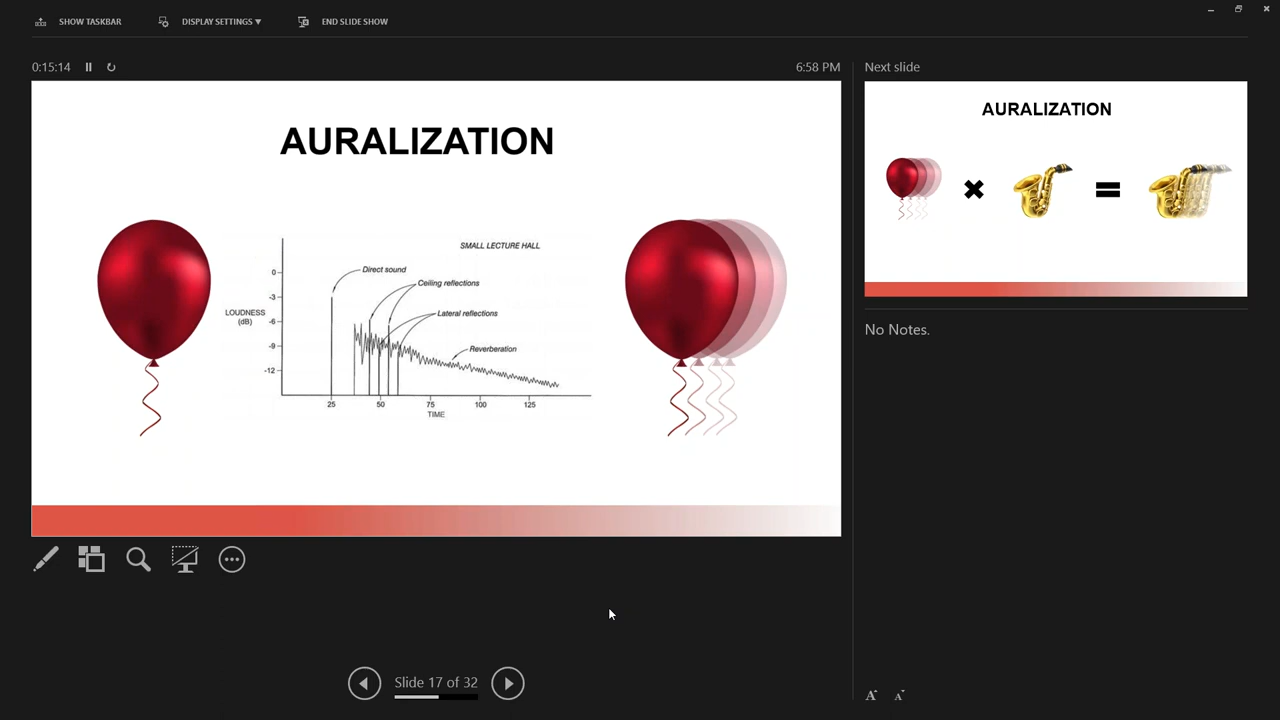 SHOW TASKBAR
DISPLAY SETTINGS ▾
END SLIDE SHOW
0:15:14
6:58 PM
AURALIZATION
SMALL LECTURE HALL
Direct sound
Ceiling reflections
Lateral reflections
Reverberation
LOUDNESS
(dB)
0
-3
-6
-9
-12
25 50 75 100 125
TIME
Next slide
AURALIZATION
No Notes.
Slide 17 of 32
A A